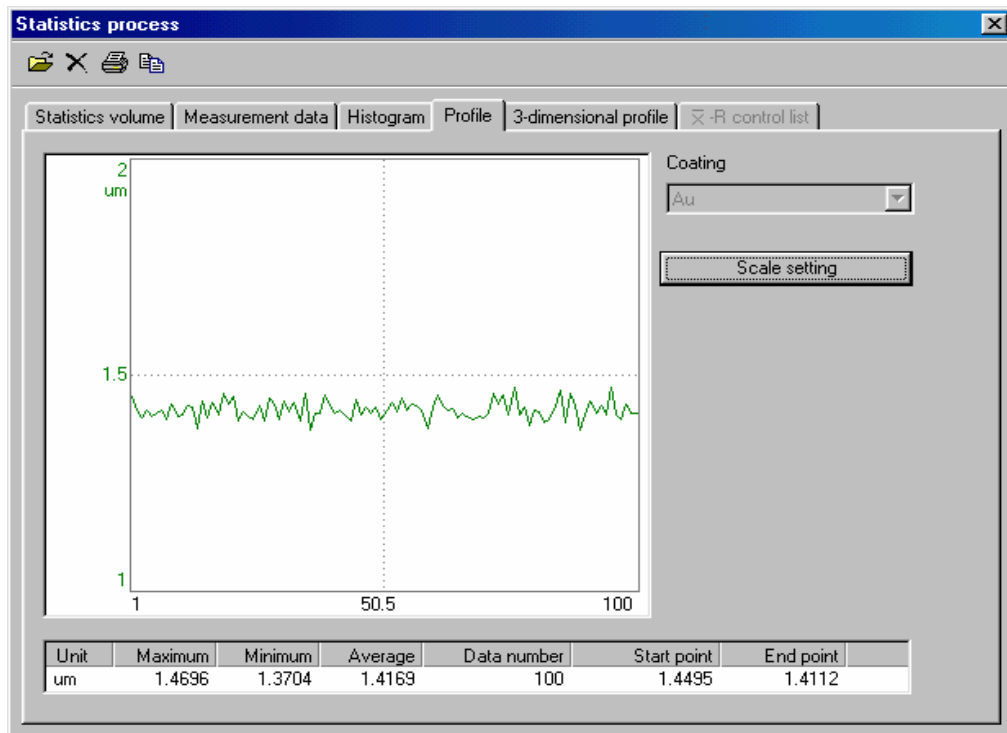 Statistics process
Statistics volume Measurement data Histogram Profile 3-dimensional profile X̅-R control list
2
um
1.5
1
1 50.5 100
Coating
Au
Scale setting
Unit Maximum Minimum Average Data number Start point End point
um 1.4696 1.3704 1.4169 100 1.4495 1.4112